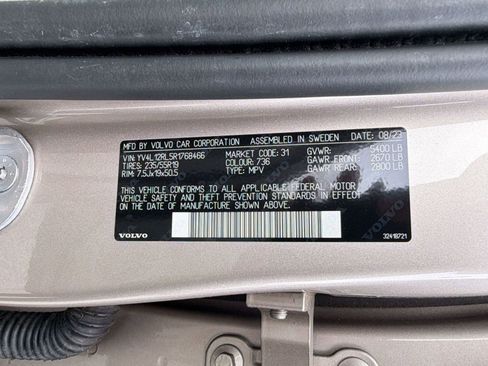 MFD BY VOLVO CAR CORPORATION ASSEMBLED IN SWEDEN DATE: 08/23
VIN: YV4L12RL5R1768466 MARKET CODE: 31 GVWR: 5400 LB
TIRES: 235/55R19 COLOUR: 736 GAWR FRONT: 2670 LB
RIM: 7.5Jx19x50.5 TYPE: MPV GAWR REAR: 2800 LB
THIS VEHICLE CONFORMS TO ALL APPLICABLE FEDERAL MOTOR
VEHICLE SAFETY AND THEFT PREVENTION STANDARDS IN EFFECT
ON THE DATE OF MANUFACTURE SHOWN ABOVE.
VOLVO 32418721